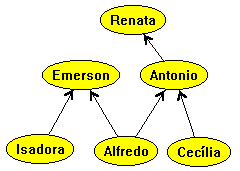 Renata
Emerson
Antonio
Isadora
Alfredo
Cecília